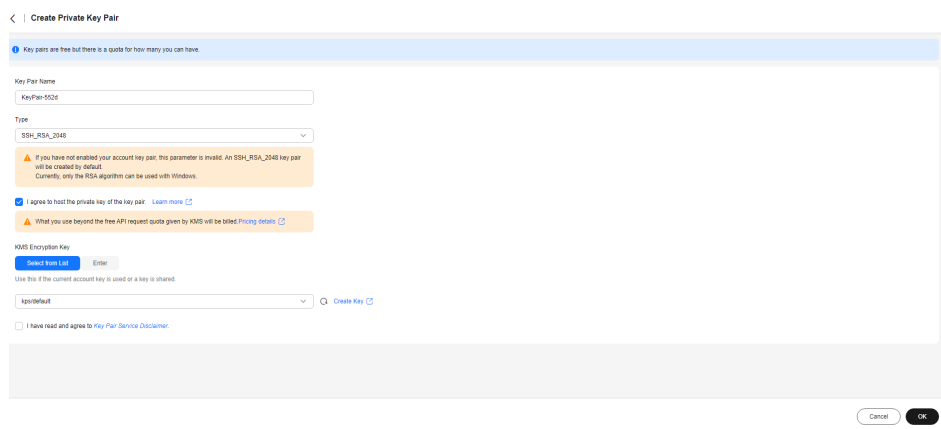 Create Private Key Pair
Key pairs are free but there is a quota for how many you can have.
Key Pair Name
KeyPair-552d
Type
SSH_RSA_2048
If you have not enabled your account key pair, this parameter is invalid. An SSH_RSA_2048 key pair
will be created by default.
Currently, only the RSA algorithm can be used with Windows.
I agree to host the private key of the key pair. Learn more
What you use beyond the free API request quota given by KMS will be billed.Pricing details
KMS Encryption Key
Select from List Enter
Use this if the current account key is used or a key is shared.
kps/default Create Key
I have read and agree to Key Pair Service Disclaimer.
Cancel OK